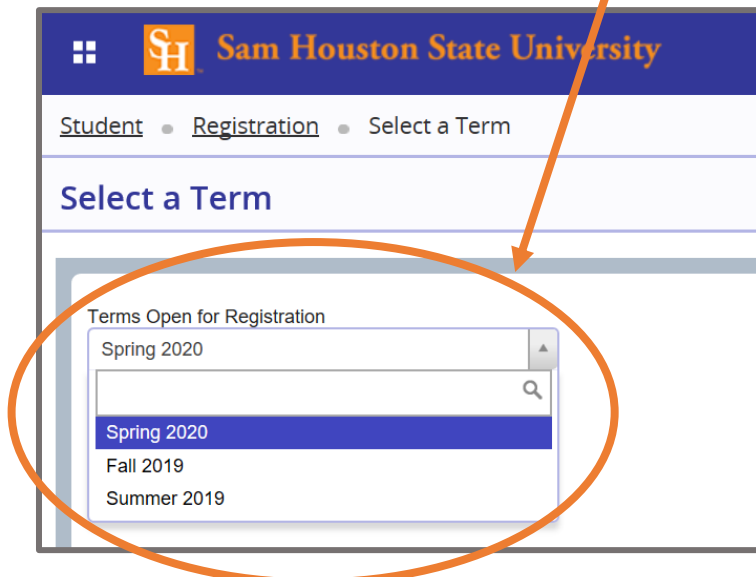 SH Sam Houston State University
Student Registration Select a Term
Select a Term
Terms Open for Registration
Spring 2020
Spring 2020
Fall 2019
Summer 2019